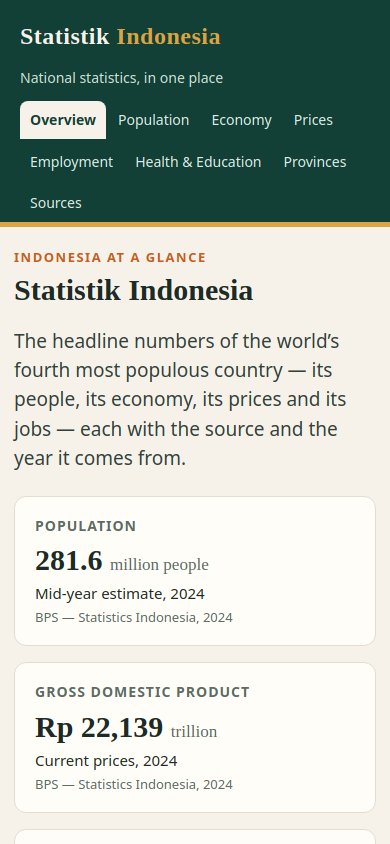 Statistik Indonesia
National statistics, in one place
Overview Population Economy Prices
Employment Health & Education Provinces
Sources
INDONESIA AT A GLANCE
Statistik Indonesia
The headline numbers of the world’s
fourth most populous country — its
people, its economy, its prices and its
jobs — each with the source and the
year it comes from.
POPULATION
281.6 million people
Mid-year estimate, 2024
BPS — Statistics Indonesia, 2024
GROSS DOMESTIC PRODUCT
Rp 22,139 trillion
Current prices, 2024
BPS — Statistics Indonesia, 2024